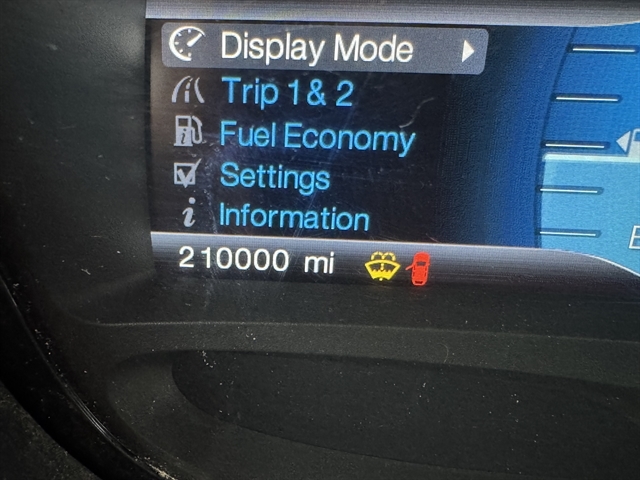 Display Mode
Trip 1 & 2
Fuel Economy
Settings
Information
210000 mi